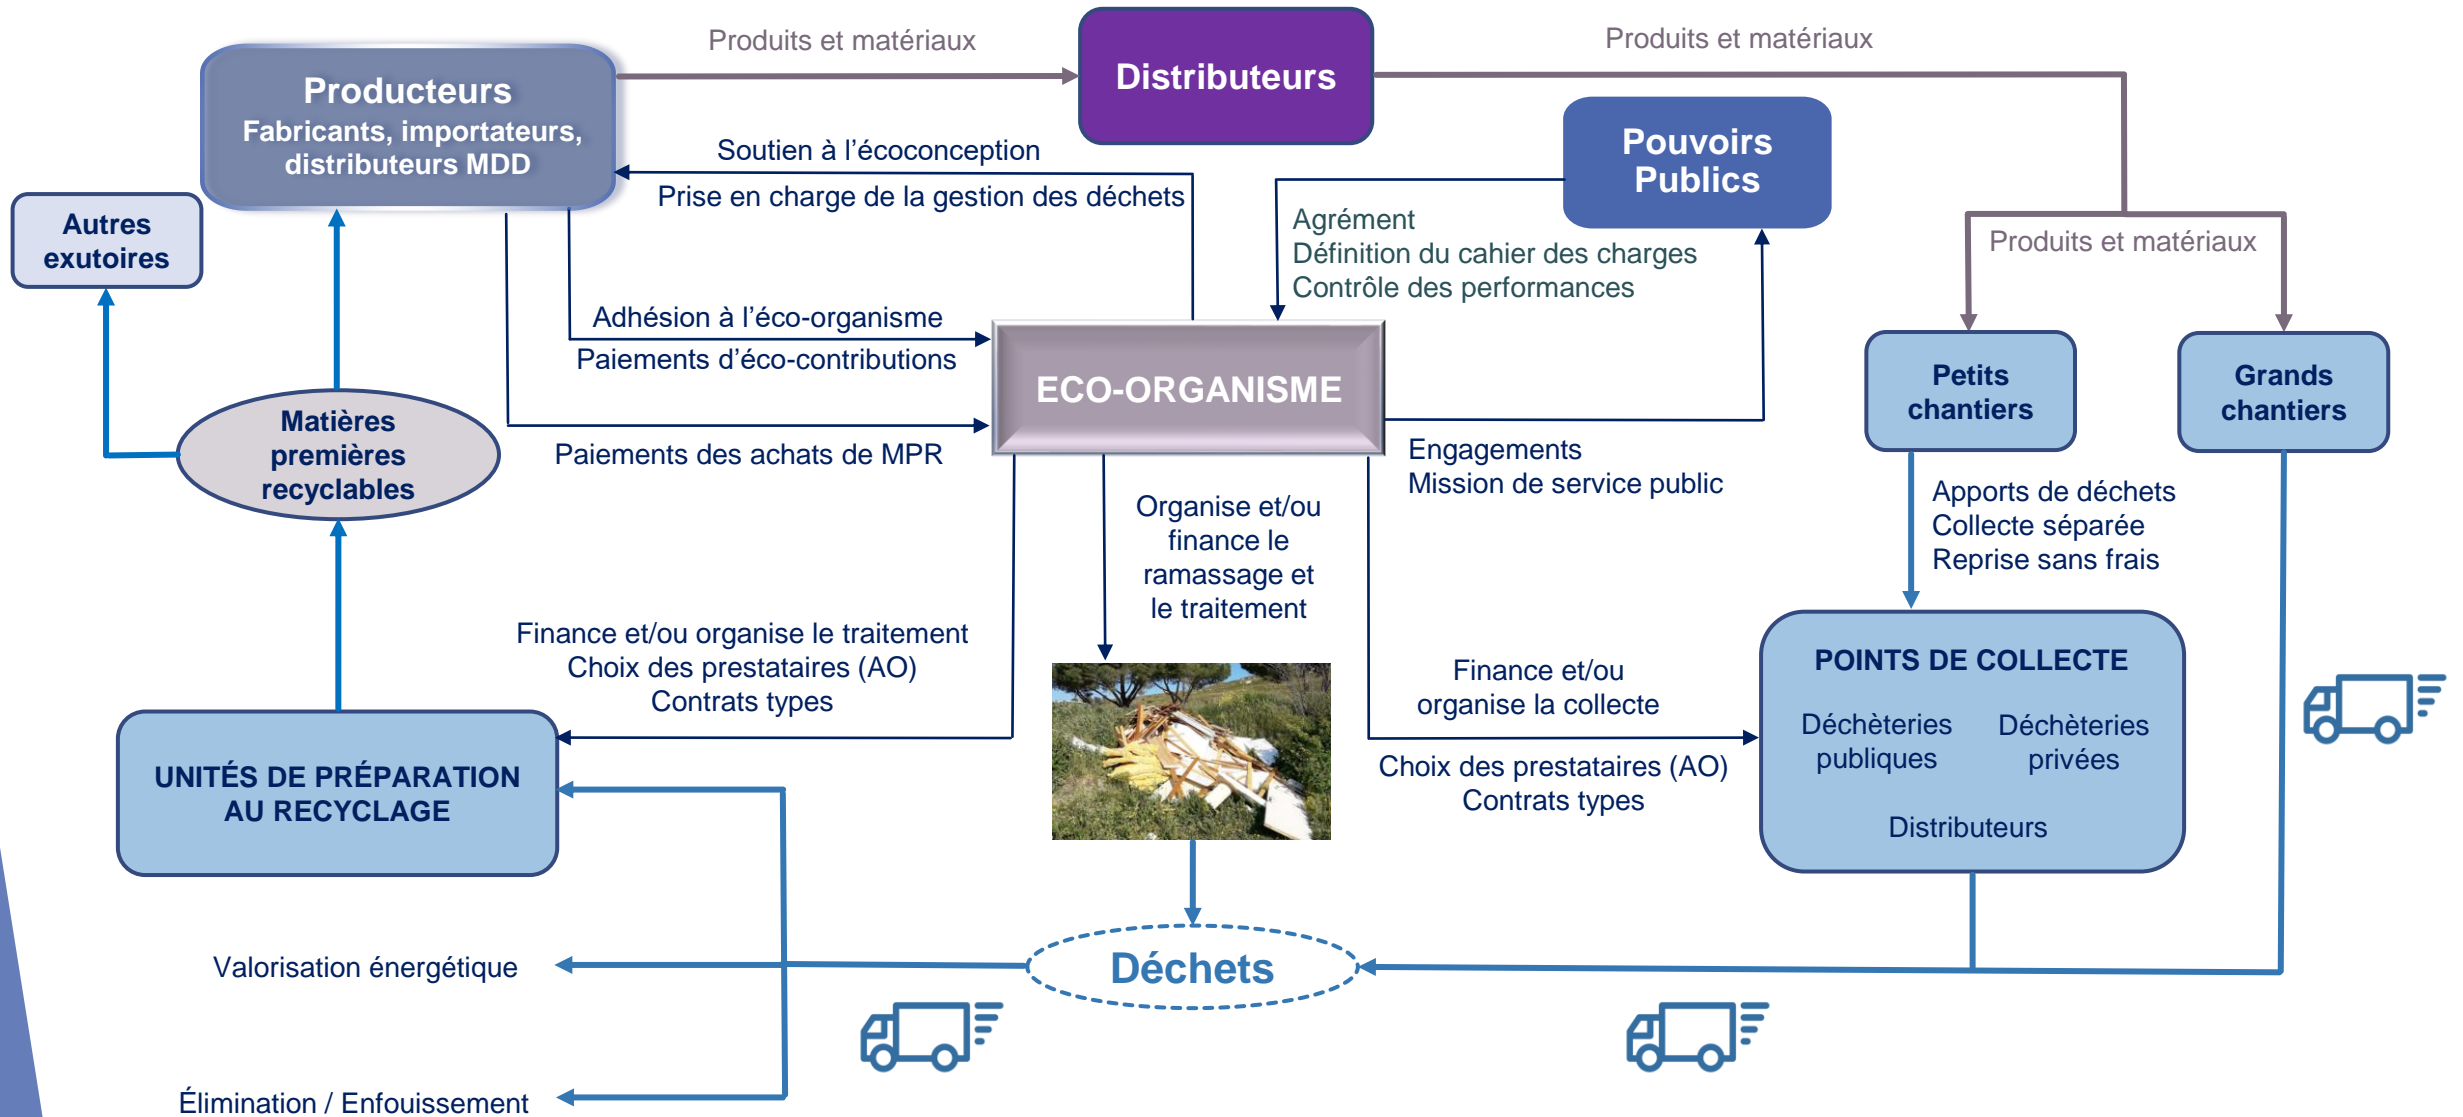 Produits et matériaux
Distributeurs
Produits et matériaux
Producteurs
Fabricants, importateurs,
distributeurs MDD
Soutien à l’écoconception
Prise en charge de la gestion des déchets
Pouvoirs
Publics
Autres
exutoires
Agrément
Définition du cahier des charges
Contrôle des performances
Produits et matériaux
Adhésion à l’éco-organisme
Paiements d’éco-contributions
ECO-ORGANISME
Petits
chantiers
Grands
chantiers
Matières
premières
recyclables
Paiements des achats de MPR
Engagements
Mission de service public
Organise et/ou
finance le
ramassage et
le traitement
Apports de déchets
Collecte séparée
Reprise sans frais
Finance et/ou organise le traitement
Choix des prestataires (AO)
Contrats types
Finance et/ou
organise la collecte
Choix des prestataires (AO)
Contrats types
POINTS DE COLLECTE
Déchèteries
publiques
Déchèteries
privées
Distributeurs
UNITÉS DE PRÉPARATION
AU RECYCLAGE
Valorisation énergétique
Déchets
Élimination / Enfouissement